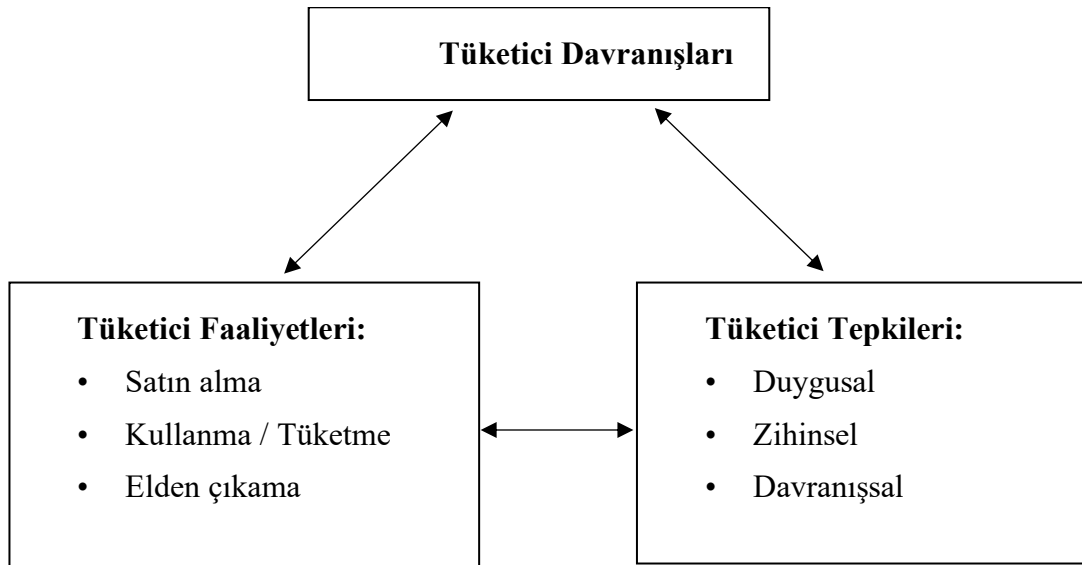 Tüketici Davranışları
Tüketici Faaliyetleri:
• Satın alma
• Kullanma / Tüketme
• Elden çıkama
Tüketici Tepkileri:
• Duygusal
• Zihinsel
• Davranışsal